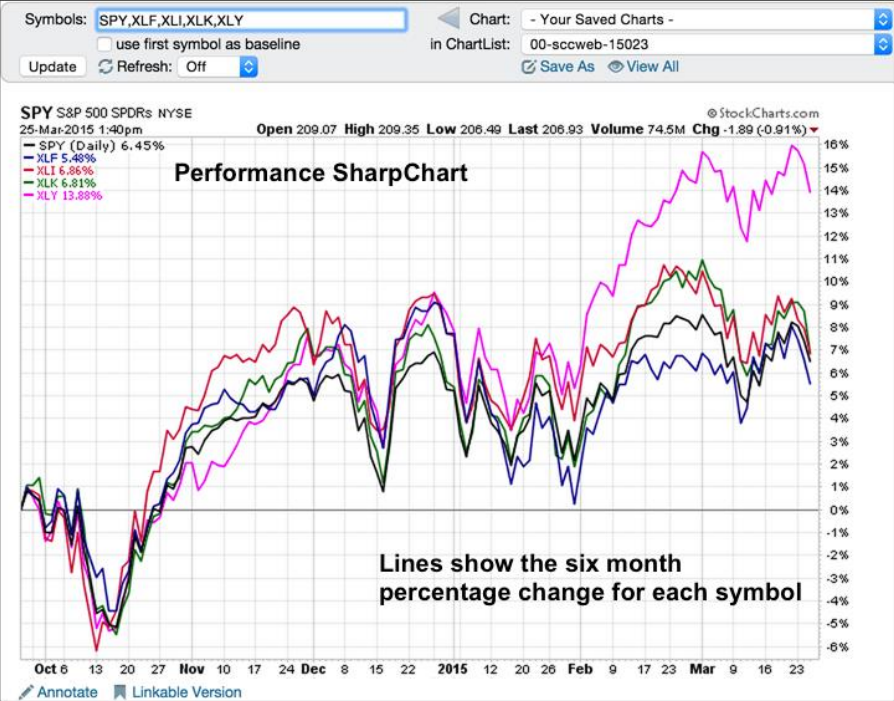 Symbols: SPY,XLF,XLI,XLK,XLY Chart: - Your Saved Charts -
use first symbol as baseline in ChartList: 00-sccweb-15023
Update Refresh: Off Save As View All
SPY S&P 500 SPDRs NYSE © StockCharts.com
25-Mar-2015 1:40pm Open 209.07 High 209.35 Low 206.49 Last 206.93 Volume 74.5M Chg -1.89 (-0.91%)
SPY (Daily) 6.45%
XLF 5.48%
XLI 6.86%
XLK 6.81%
XLY 13.88%
Performance SharpChart
16%
15%
14%
13%
12%
11%
10%
9%
8%
7%
6%
5%
4%
3%
2%
1%
0%
-1%
-2%
-3%
-4%
-5%
-6%
Lines show the six month
percentage change for each symbol
Oct 6 13 20 27 Nov 10 17 24 Dec 8 15 22 2015 12 20 26 Feb 9 17 23 Mar 9 16 23
Annotate Linkable Version